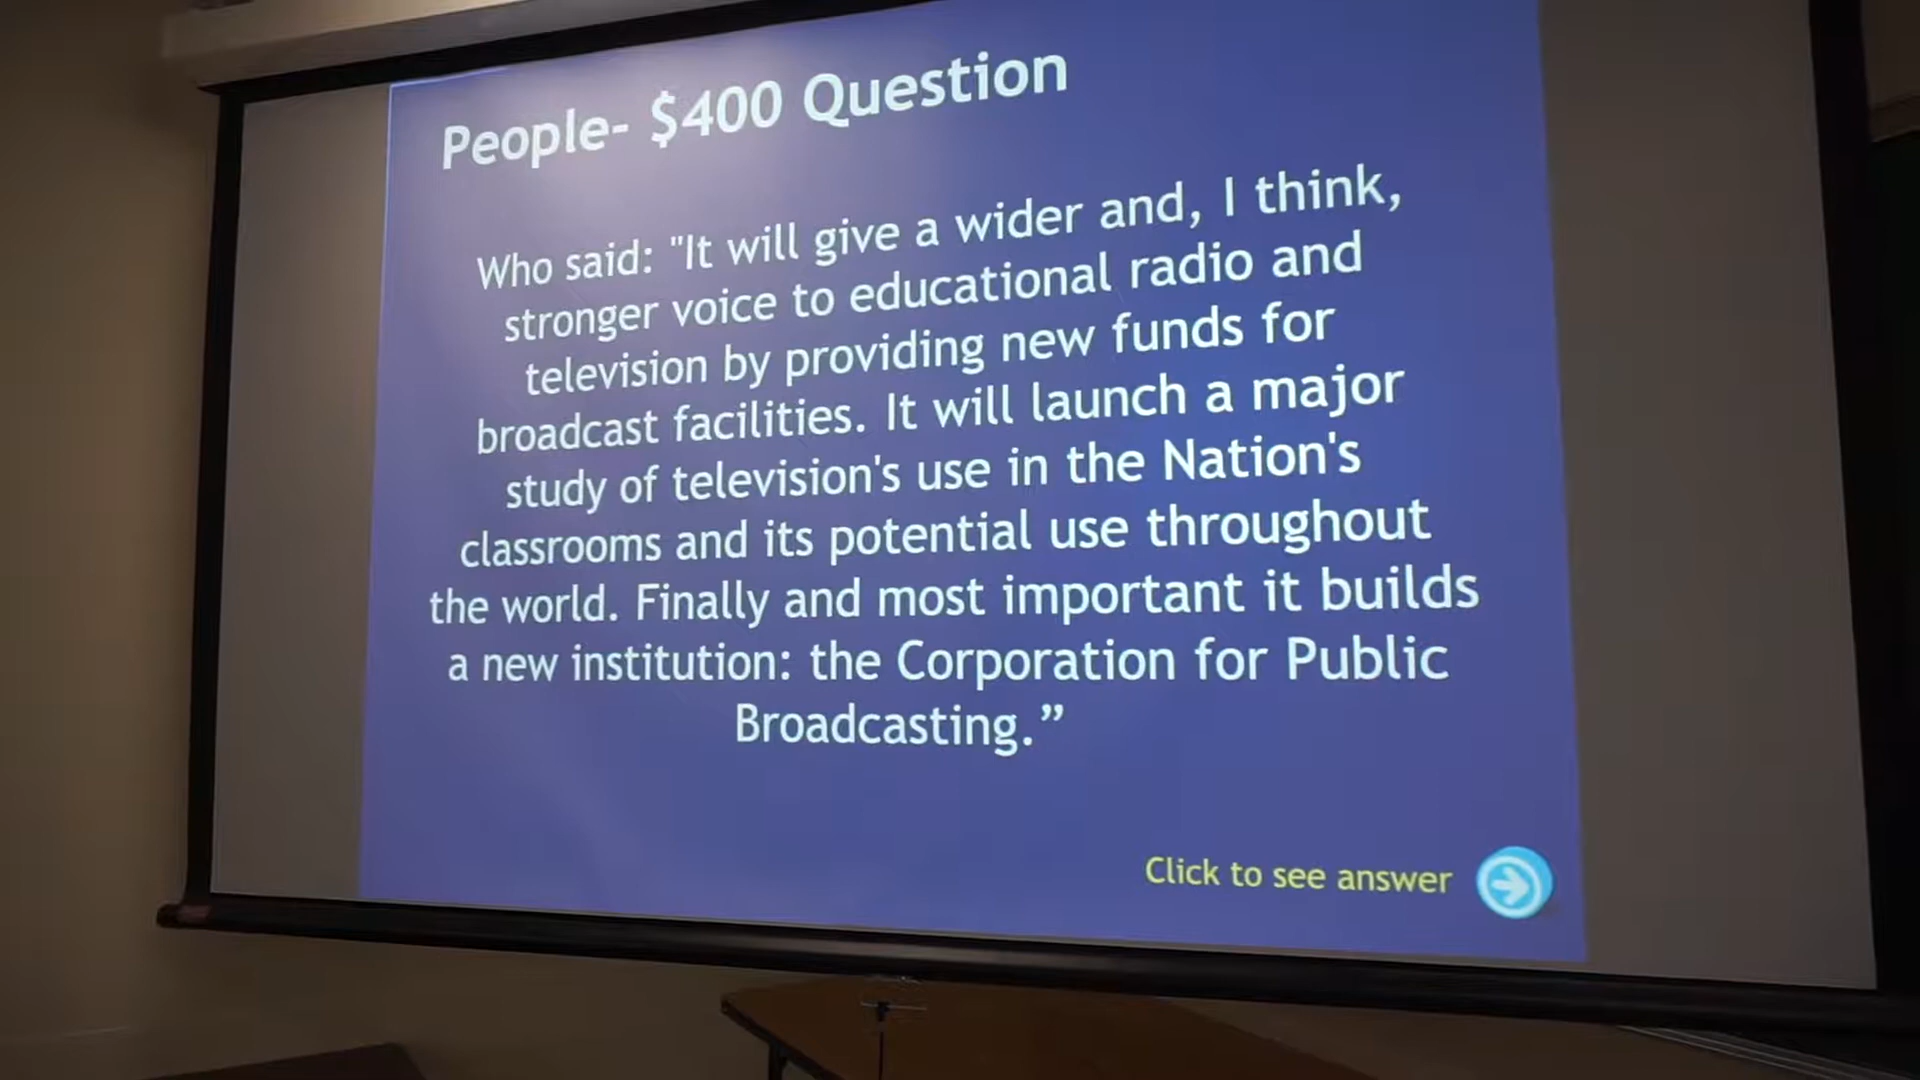 People- $400 Question
Who said: "It will give a wider and, I think,
stronger voice to educational radio and
television by providing new funds for
broadcast facilities. It will launch a major
study of television's use in the Nation's
classrooms and its potential use throughout
the world. Finally and most important it builds
a new institution: the Corporation for Public
Broadcasting.”
Click to see answer